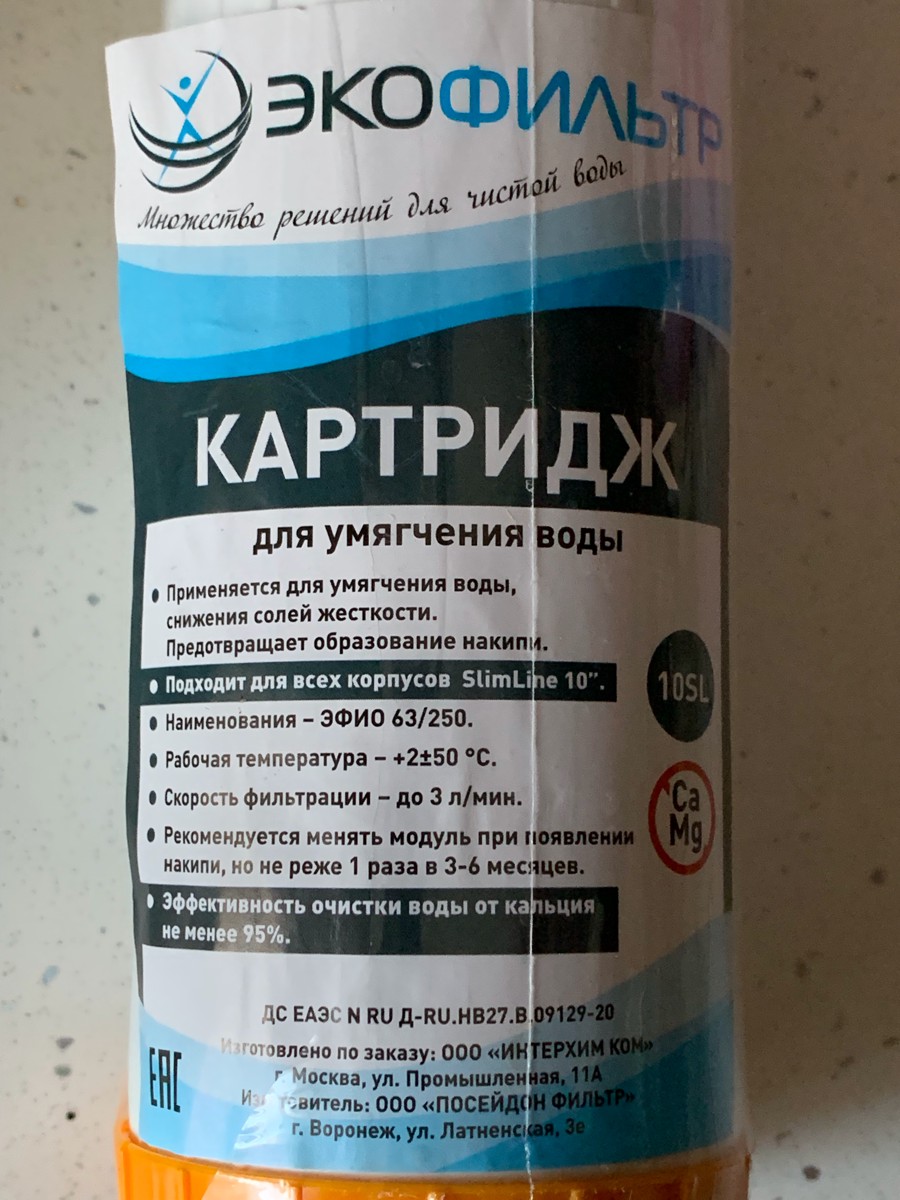 ЭКОФИЛЬТР
Множество решений для чистой воды
КАРТРИДЖ
для умягчения воды
• Применяется для умягчения воды,
снижения солей жесткости.
Предотвращает образование накипи.
• Подходит для всех корпусов SlimLine 10”.
10SL
• Наименования – ЭФИО 63/250.
• Рабочая температура – +2±50 °C.
• Скорость фильтрации – до 3 л/мин.
Ca
Mg
• Рекомендуется менять модуль при появлении
накипи, но не реже 1 раза в 3-6 месяцев.
• Эффективность очистки воды от кальция
не менее 95%.
ДС ЕАЭС N RU Д-RU.НВ27.В.09129-20
Изготовлено по заказу: ООО «ИНТЕРХИМ КОМ»
г. Москва, ул. Промышленная, 11А
Изготовитель: ООО «ПОСЕЙДОН ФИЛЬТР»
г. Воронеж, ул. Латненская, 3е
ЕАС